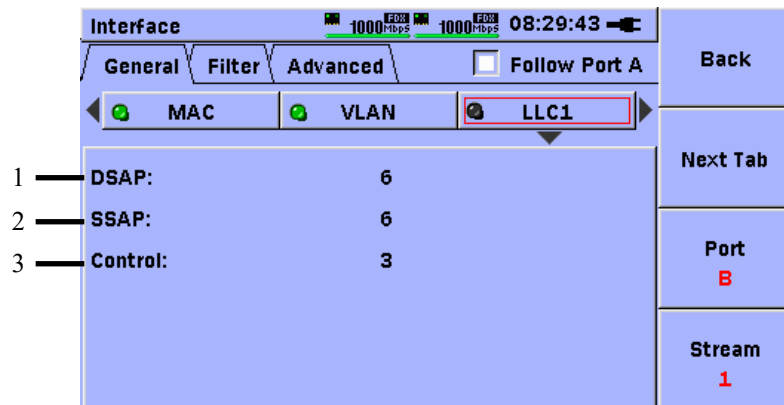 Interface 1000 FDX Mbps 1000 FDX Mbps 08:29:43
General Filter Advanced Follow Port A
MAC VLAN LLC1
1 DSAP: 6
2 SSAP: 6
3 Control: 3
Back
Next Tab
Port
B
Stream
1